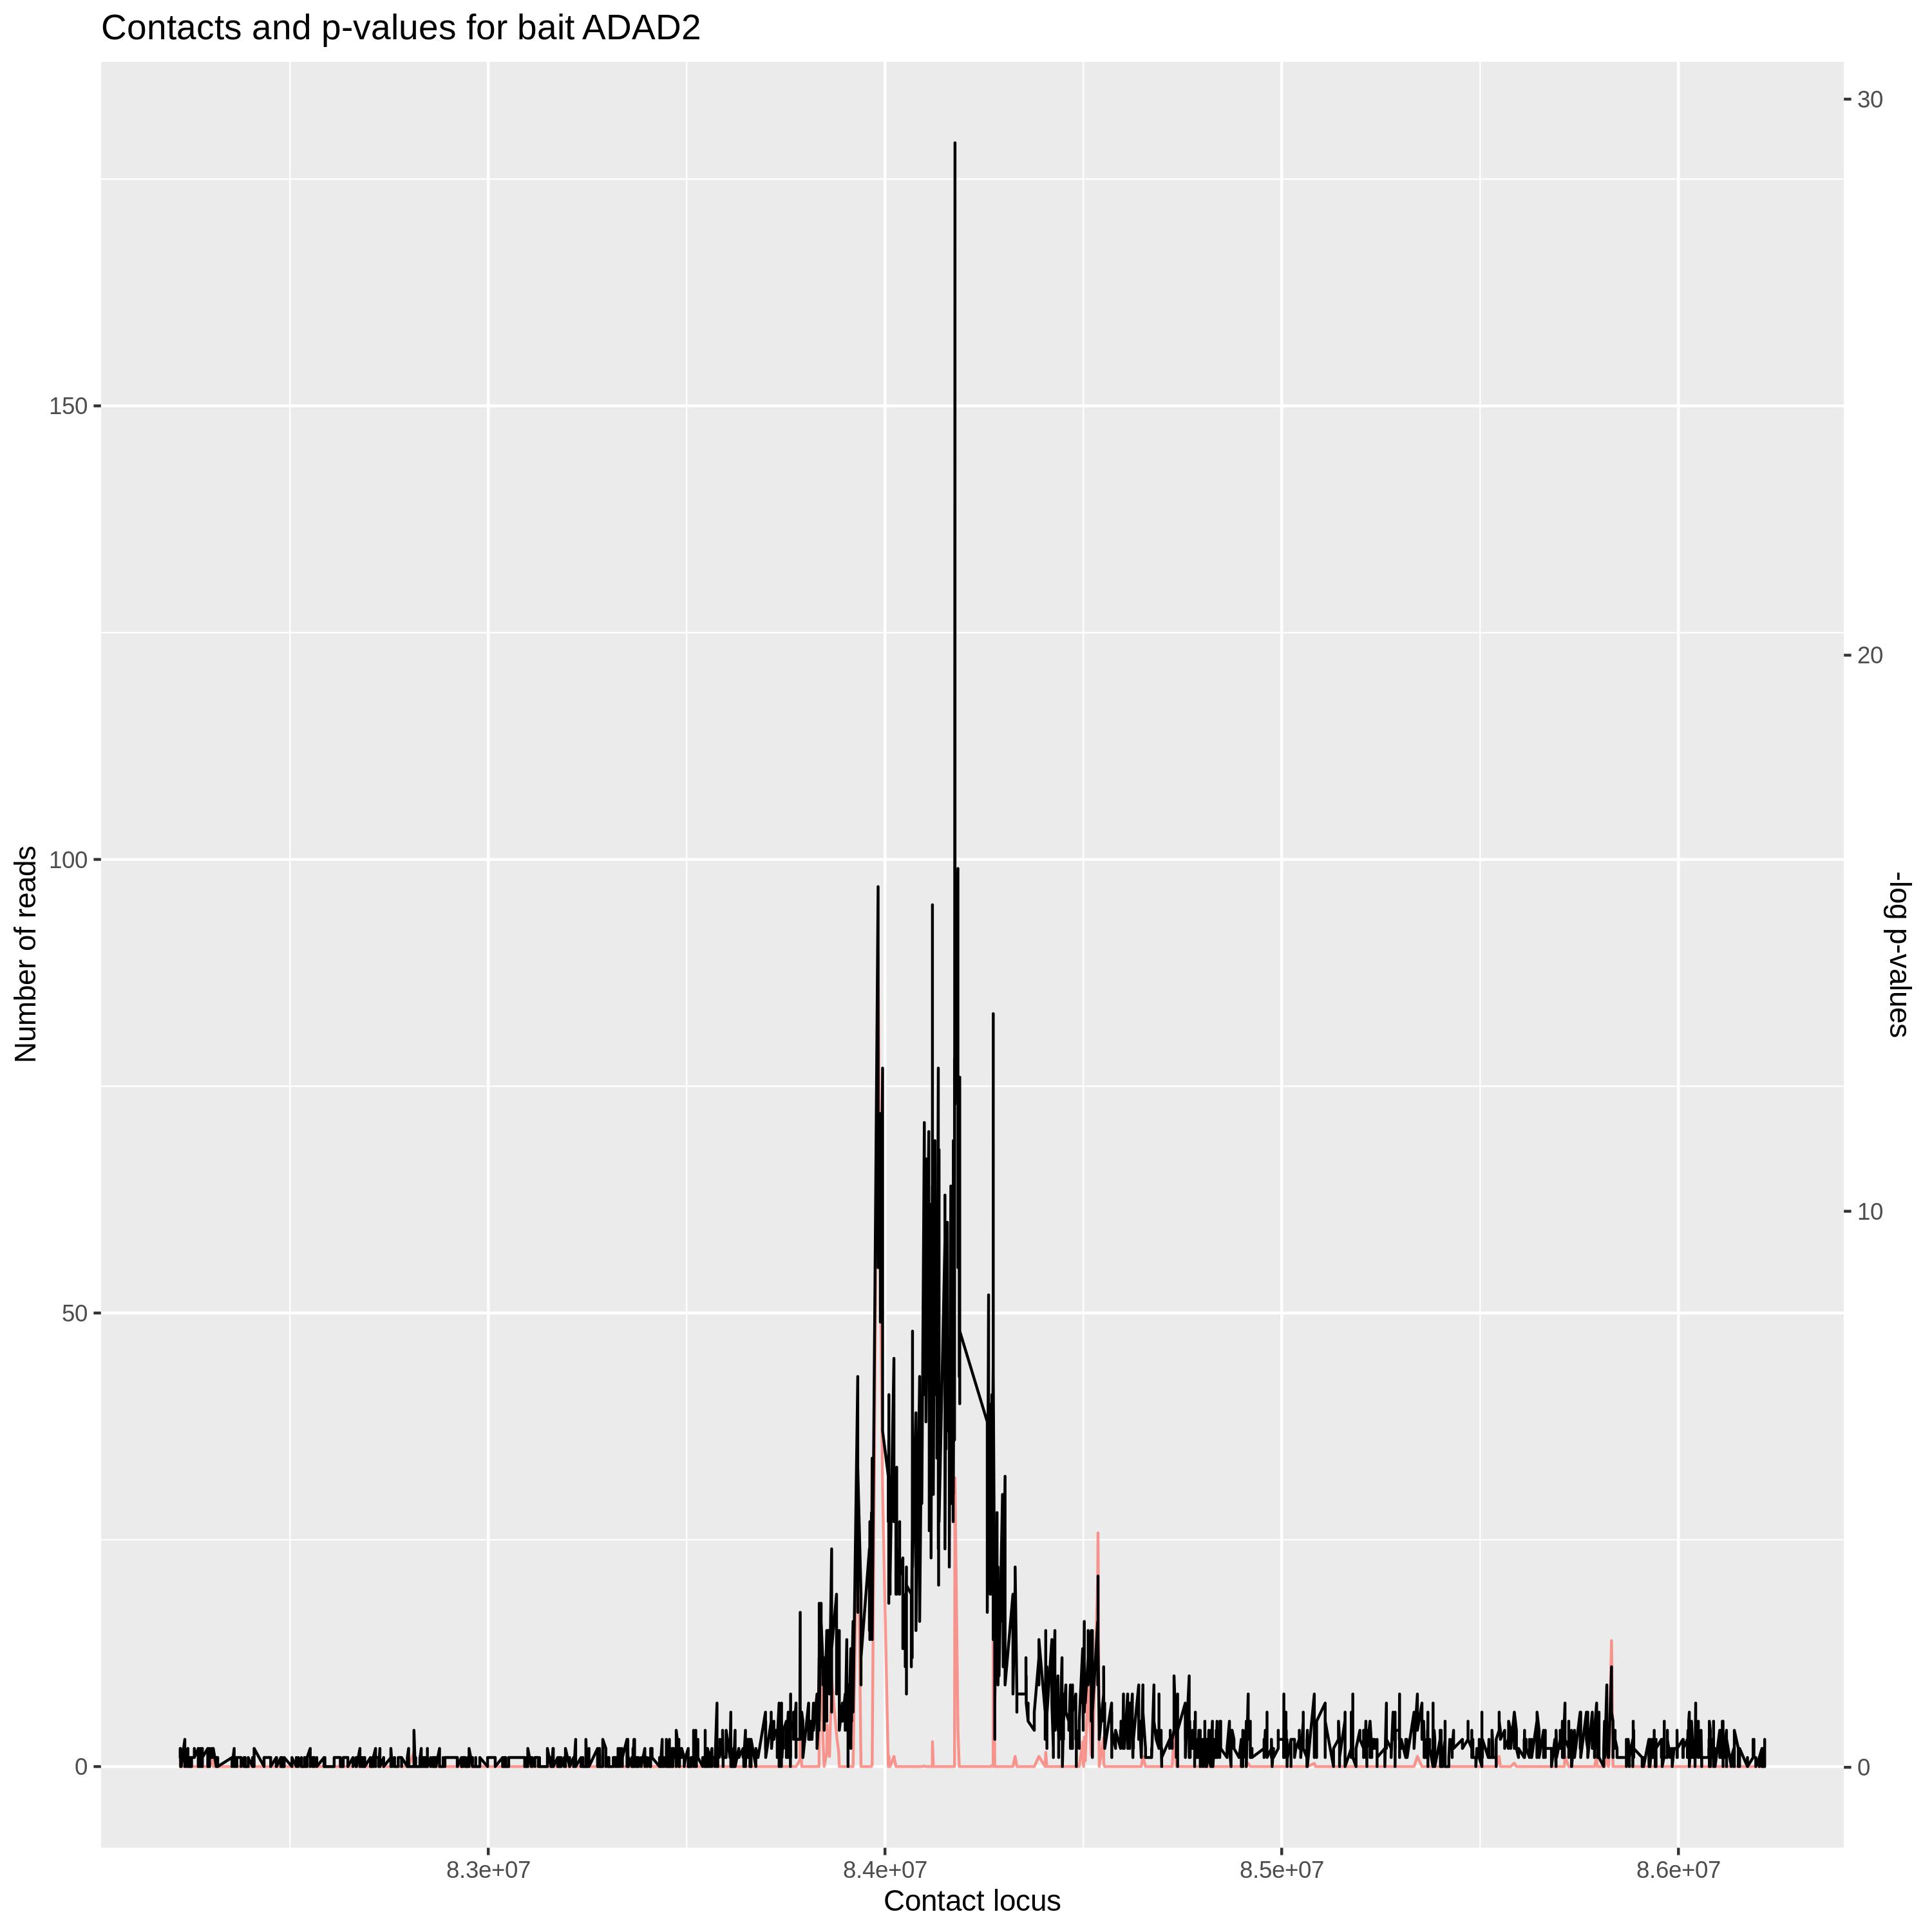 Contacts and p-values for bait ADAD2
30
150
20
Number of reads
100
-log p-values
10
50
0
0
8.3e+07
8.4e+07
8.5e+07
8.6e+07
Contact locus